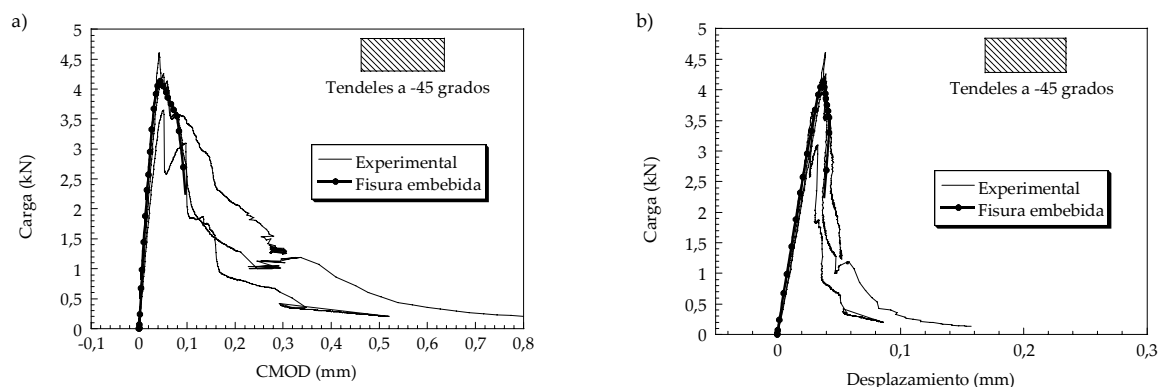 a)
Carga (kN)
5
4,5
4
3,5
3
2,5
2
1,5
1
0,5
0
-0,1 0 0,1 0,2 0,3 0,4 0,5 0,6 0,7 0,8
CMOD (mm)
Tendeles a -45 grados
Experimental
Fisura embebida
b)
Carga (kN)
5
4,5
4
3,5
3
2,5
2
1,5
1
0,5
0
0 0,1 0,2 0,3
Desplazamiento (mm)
Tendeles a -45 grados
Experimental
Fisura embebida